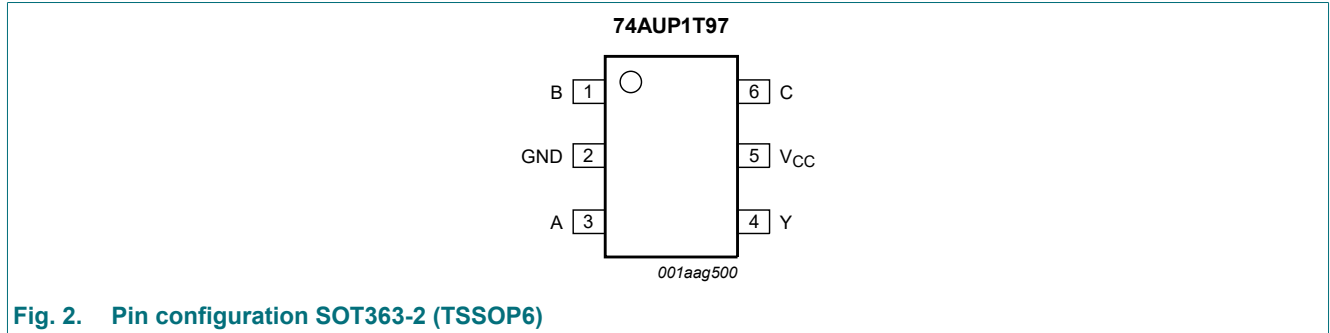 74AUP1T97
B 1 6 C
GND 2 5 VCC
A 3 4 Y
001aag500
Fig. 2. Pin configuration SOT363-2 (TSSOP6)